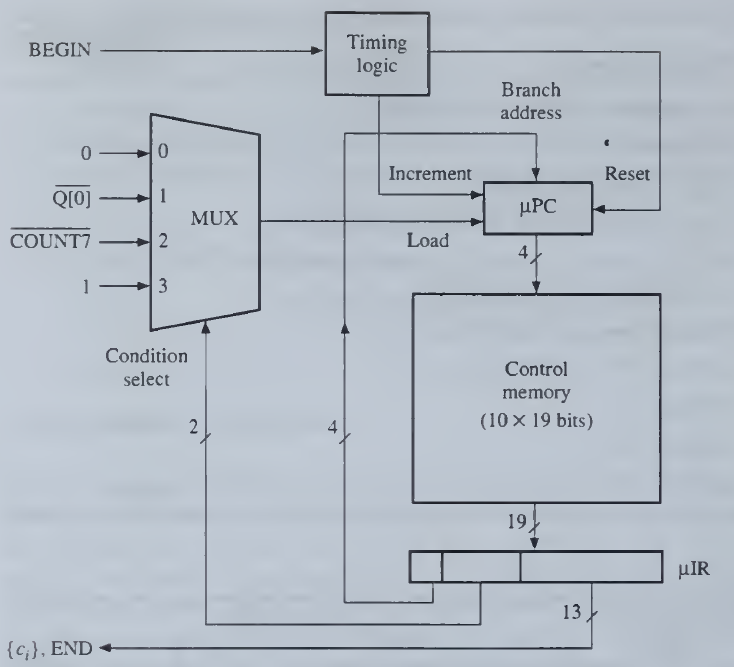 BEGIN
Timing
logic
Branch
address
0
0
Increment
Reset
Q[0]
1
MUX
µPC
COUNT7
2
Load
1
3
4
Condition
select
Control
memory
(10 × 19 bits)
2
4
19
µIR
13
{cᵢ}, END